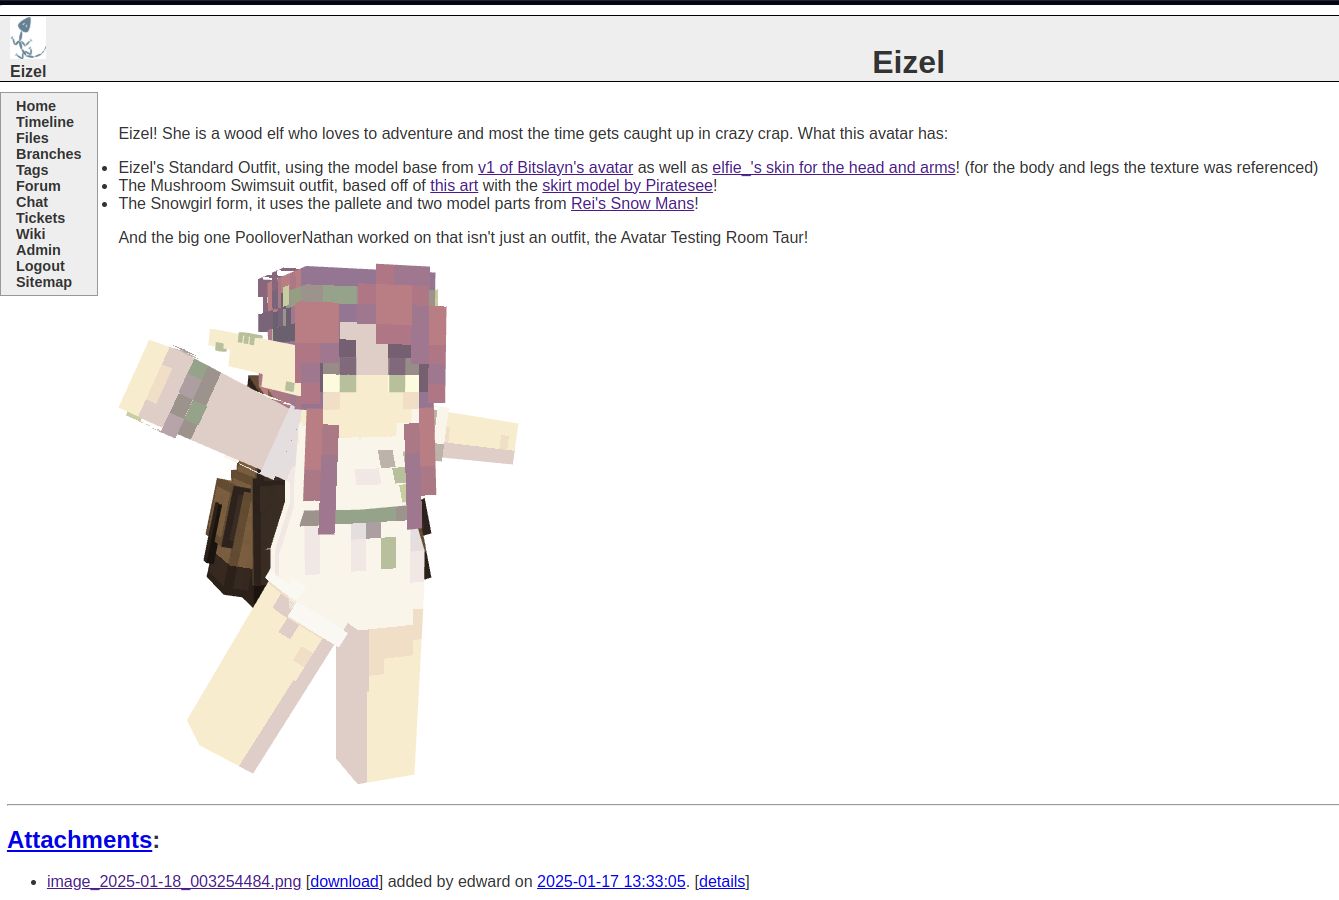 Eizel
Eizel
Home
Timeline
Files
Branches
Tags
Forum
Chat
Tickets
Wiki
Admin
Logout
Sitemap
Eizel! She is a wood elf who loves to adventure and most the time gets caught up in crazy crap. What this avatar has:
• Eizel's Standard Outfit, using the model base from v1 of Bitslayn's avatar as well as elfie_'s skin for the head and arms! (for the body and legs the texture was referenced)
• The Mushroom Swimsuit outfit, based off of this art with the skirt model by Piratesee!
• The Snowgirl form, it uses the pallete and two model parts from Rei's Snow Mans!
And the big one PoolloverNathan worked on that isn't just an outfit, the Avatar Testing Room Taur!
Attachments:
• image_2025-01-18_003254484.png [download] added by edward on 2025-01-17 13:33:05. [details]